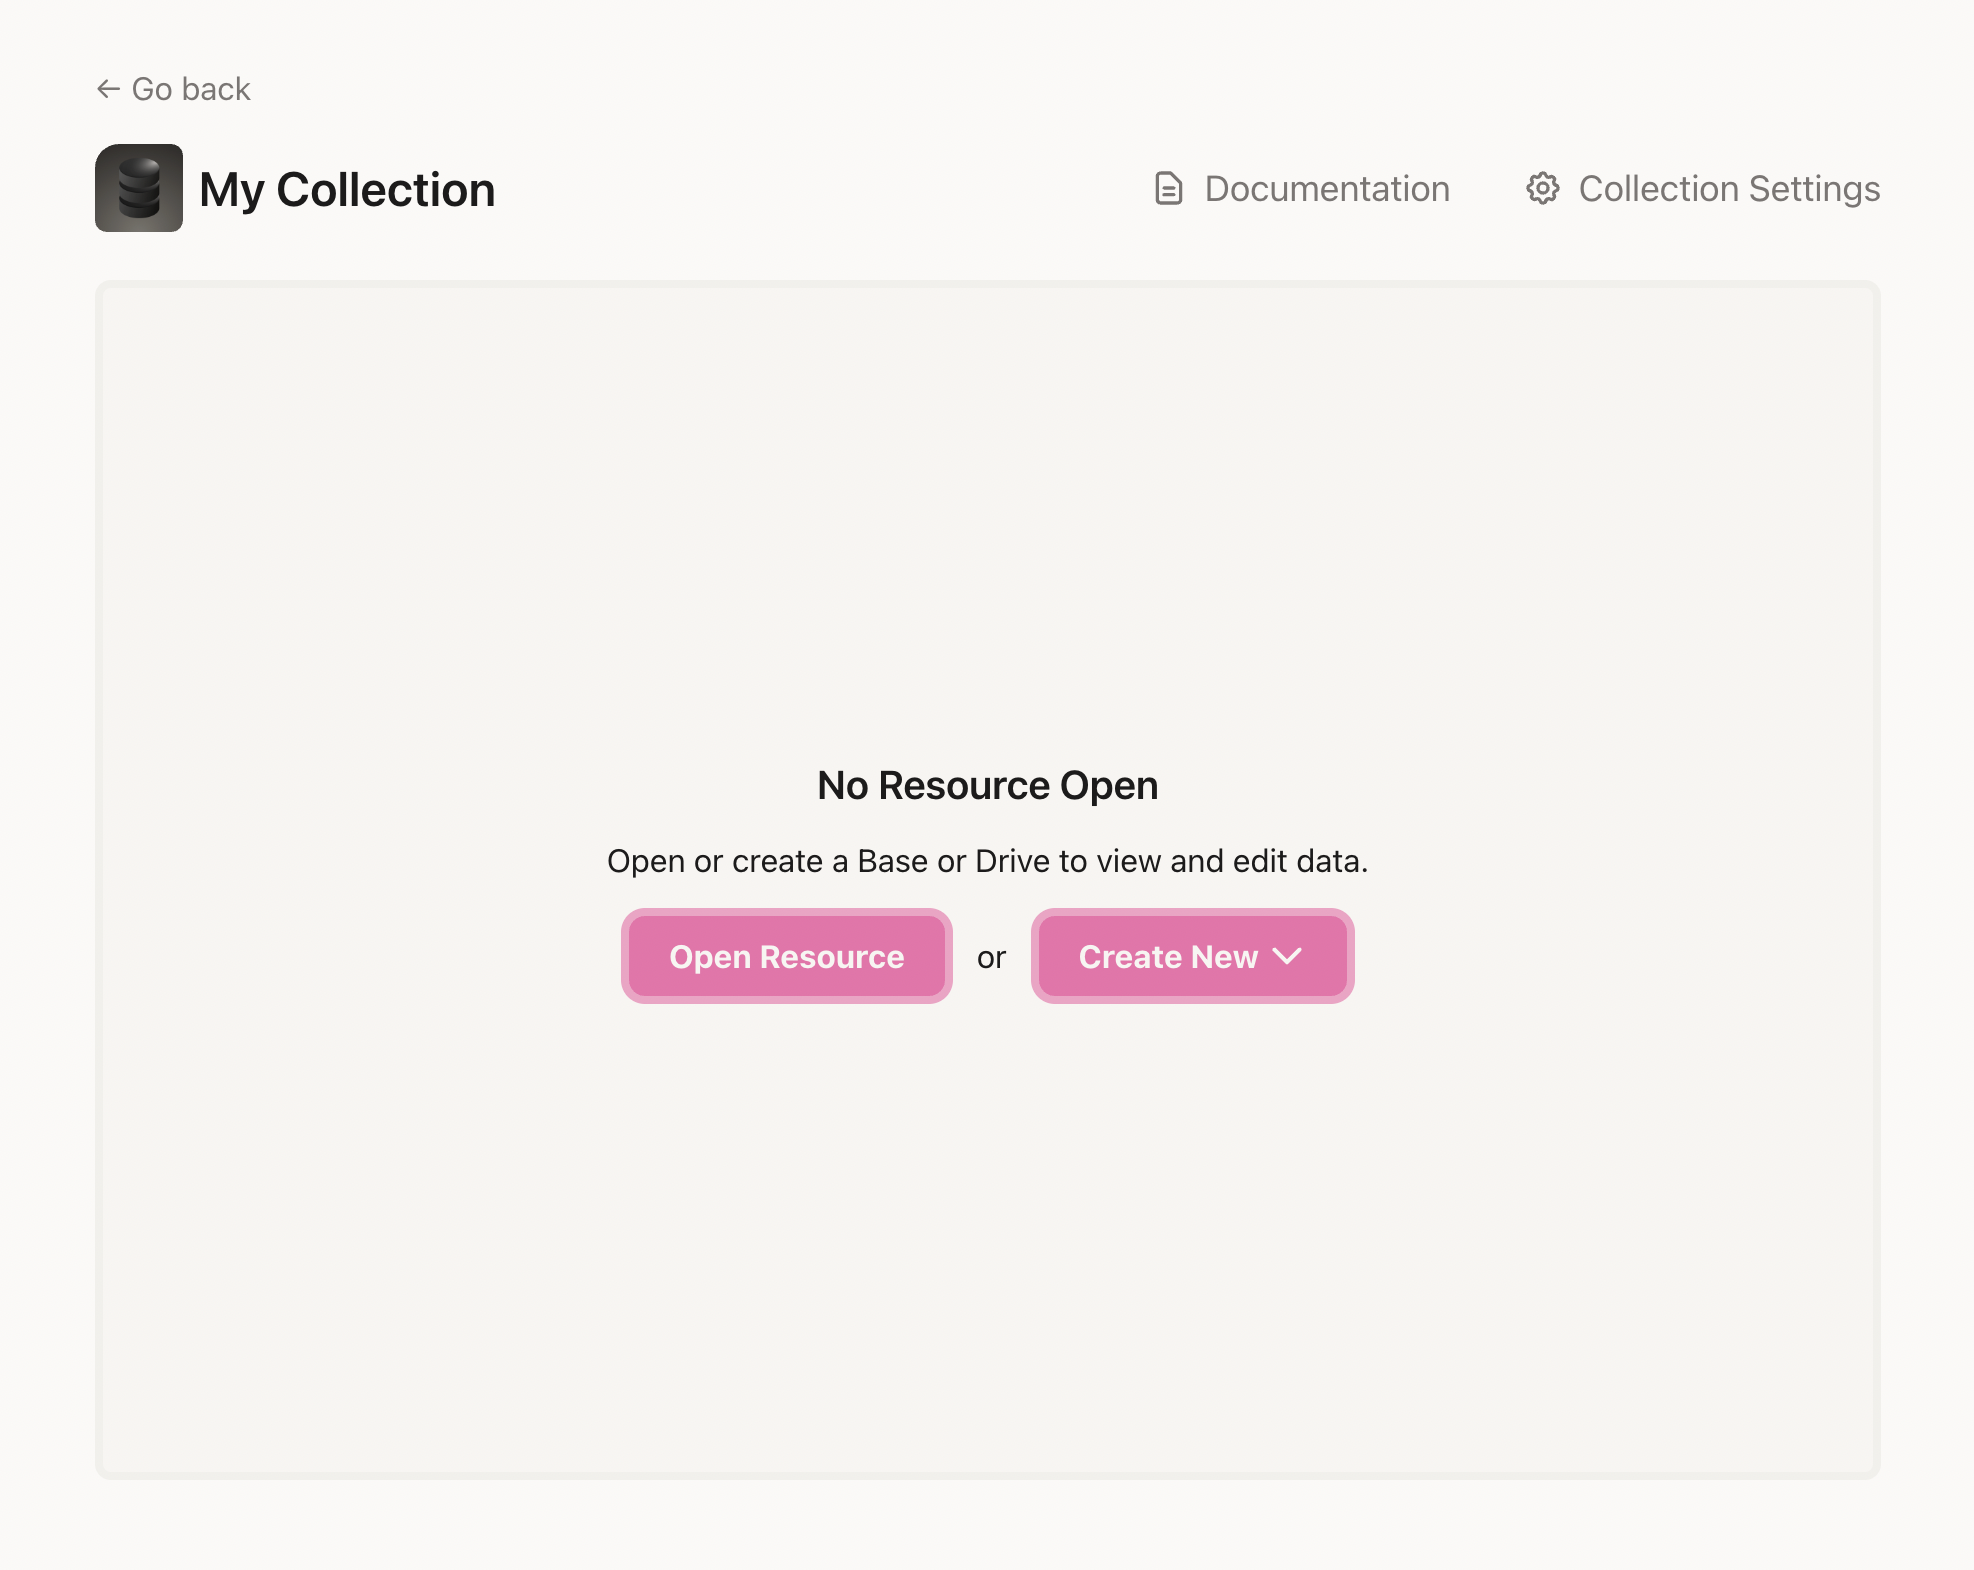 Go back
My Collection
Documentation
Collection Settings
No Resource Open
Open or create a Base or Drive to view and edit data.
Open Resource or Create New